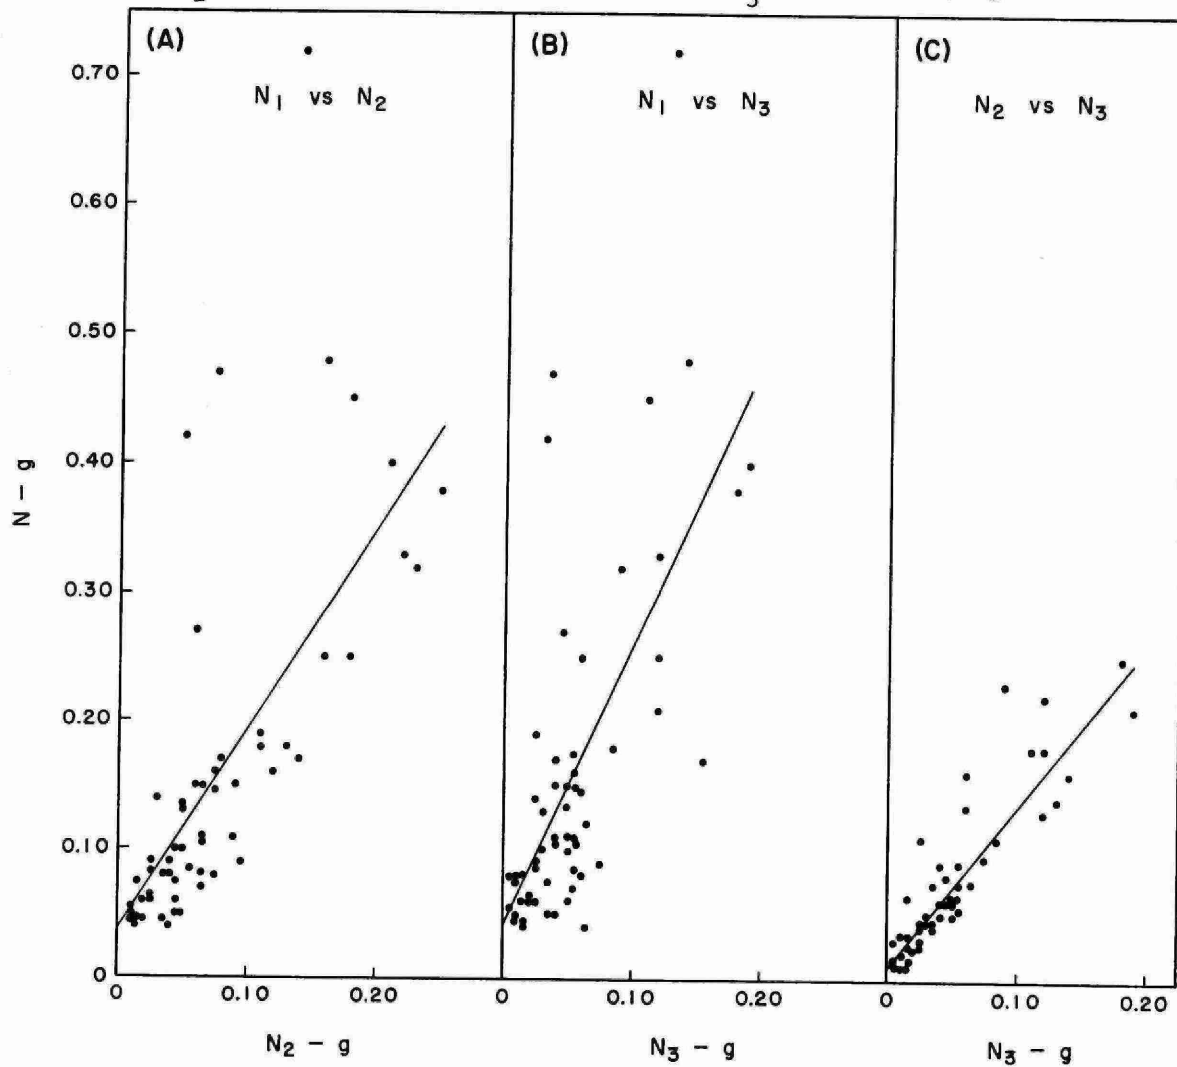 (A) (B) (C)
N₁ vs N₂ N₁ vs N₃ N₂ vs N₃
0.70
0.60
0.50
0.40
0.30
0.20
0.10
0
N – g
0 0.10 0.20 0 0.10 0.20 0 0.10 0.20
N₂ – g N₃ – g N₃ – g